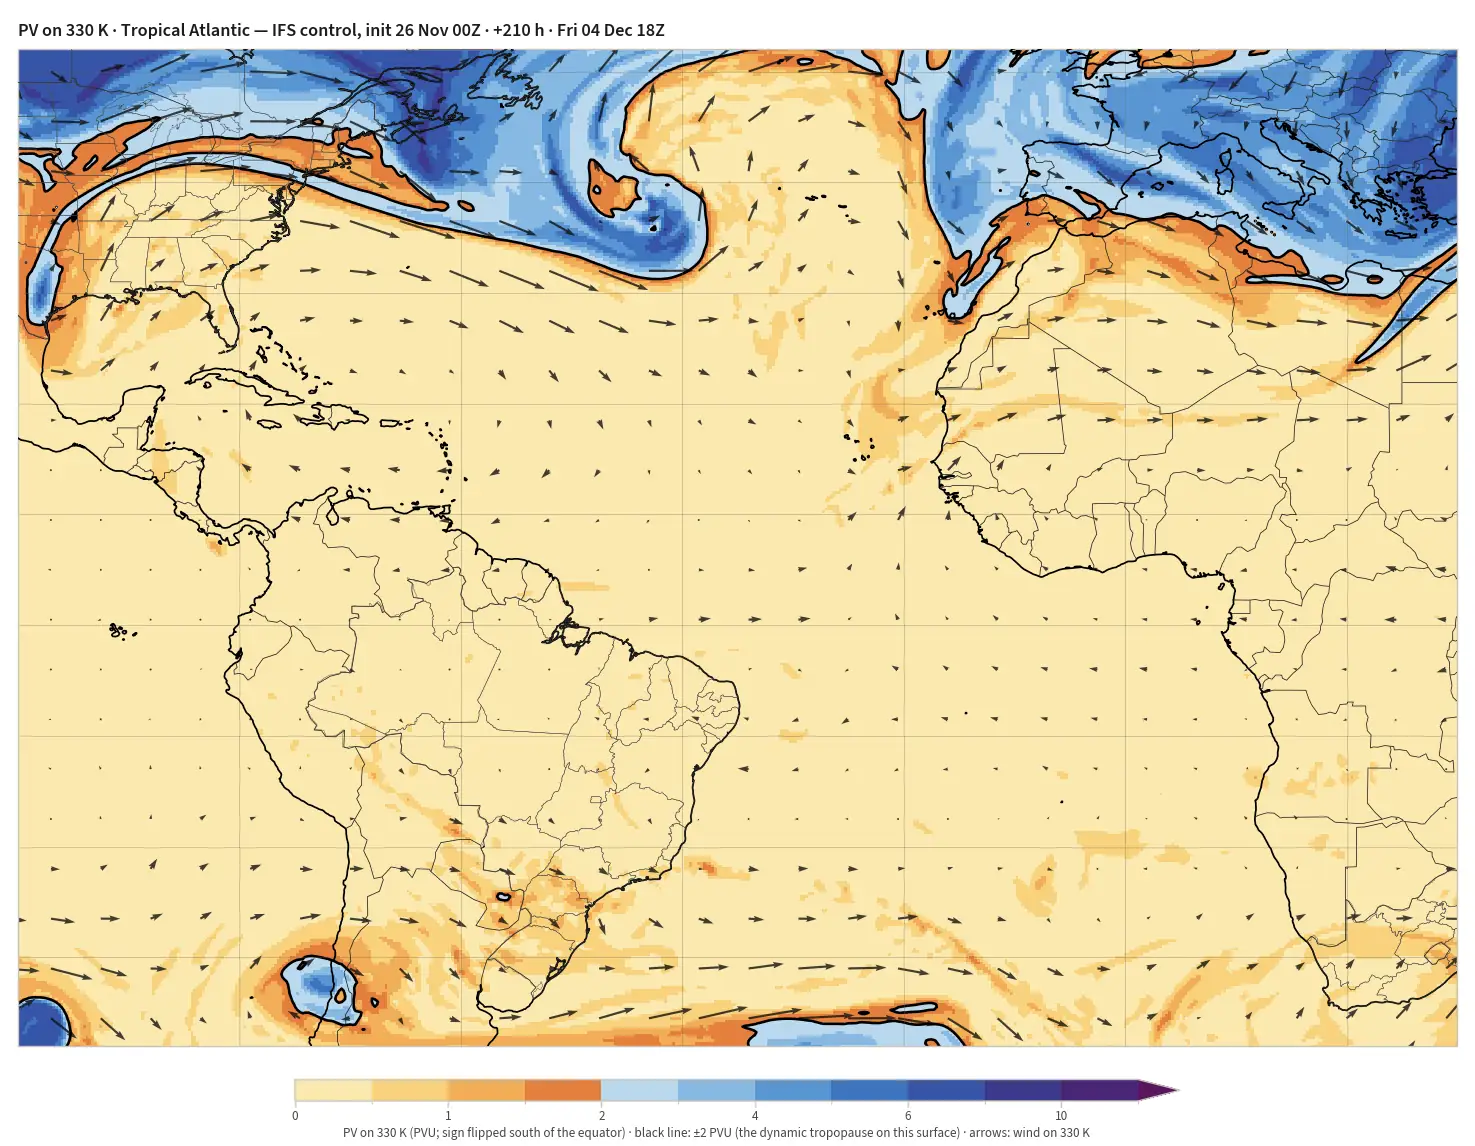 PV on 330 K · Tropical Atlantic — IFS control, init 26 Nov 00Z · +210 h · Fri 04 Dec 18Z
0 1 2 4 6 10
PV on 330 K (PVU; sign flipped south of the equator) · black line: ±2 PVU (the dynamic tropopause on this surface) · arrows: wind on 330 K